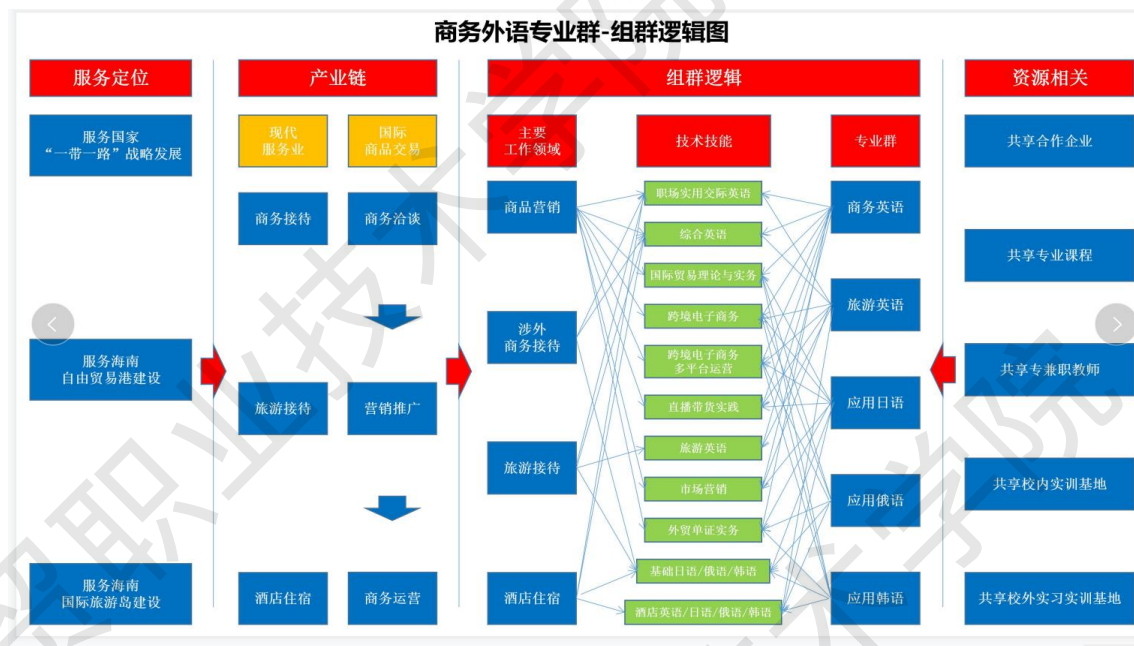 商务外语专业群-组群逻辑图
服务定位
产业链
组群逻辑
资源相关
服务国家
“一带一路”战略发展
服务海南
自由贸易港建设
服务海南
国际旅游岛建设
现代
服务业
国际
商品交易
商务接待
商务洽谈
旅游接待
营销推广
酒店住宿
商务运营
主要
工作领域
技术技能
专业群
商品营销
涉外
商务接待
旅游接待
酒店住宿
职场实用交际英语
综合英语
国际贸易理论与实务
跨境电子商务
跨境电子商务
多平台运营
直播带货实践
旅游英语
市场营销
外贸单证实务
基础日语/俄语/韩语
酒店英语/日语/俄语/韩语
商务英语
旅游英语
应用日语
应用俄语
应用韩语
共享合作企业
共享专业课程
共享专兼职教师
共享校内实训基地
共享校外实习实训基地
贸职业技术学院
技术学院